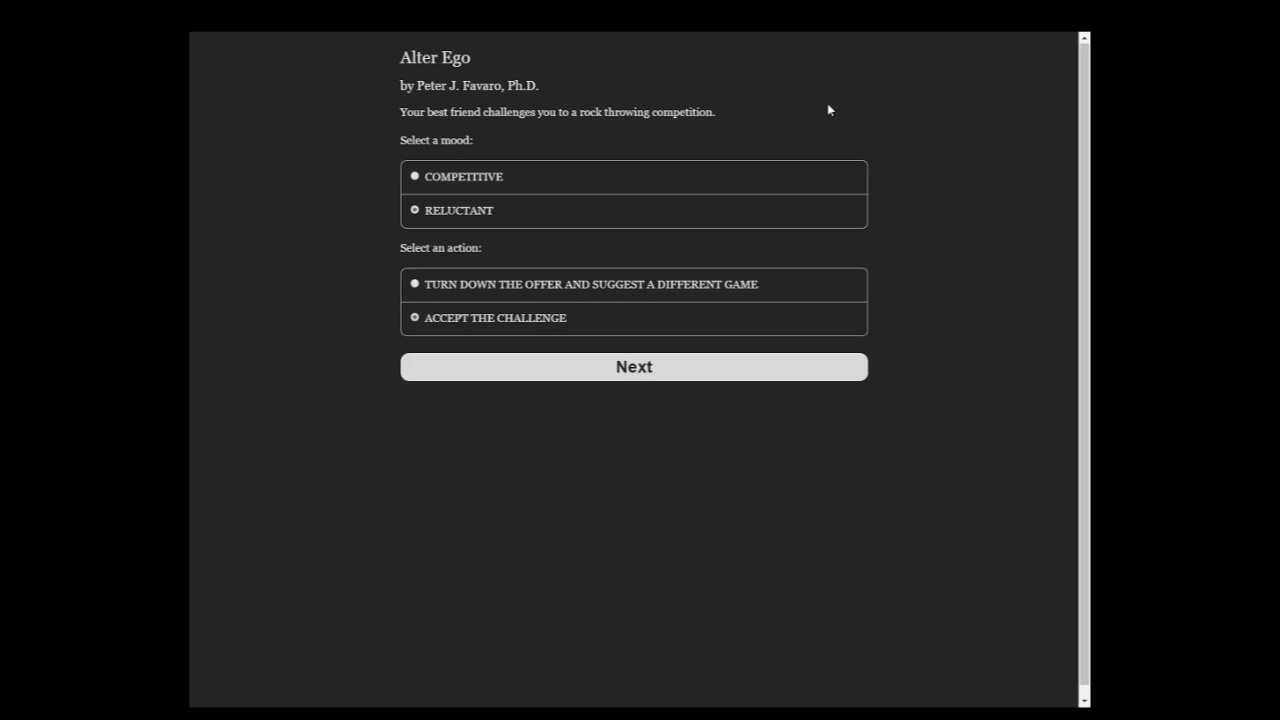 Alter Ego
by Peter J. Favaro, Ph.D.
Your best friend challenges you to a rock throwing competition.
Select a mood:
COMPETITIVE
RELUCTANT
Select an action:
TURN DOWN THE OFFER AND SUGGEST A DIFFERENT GAME
ACCEPT THE CHALLENGE
Next